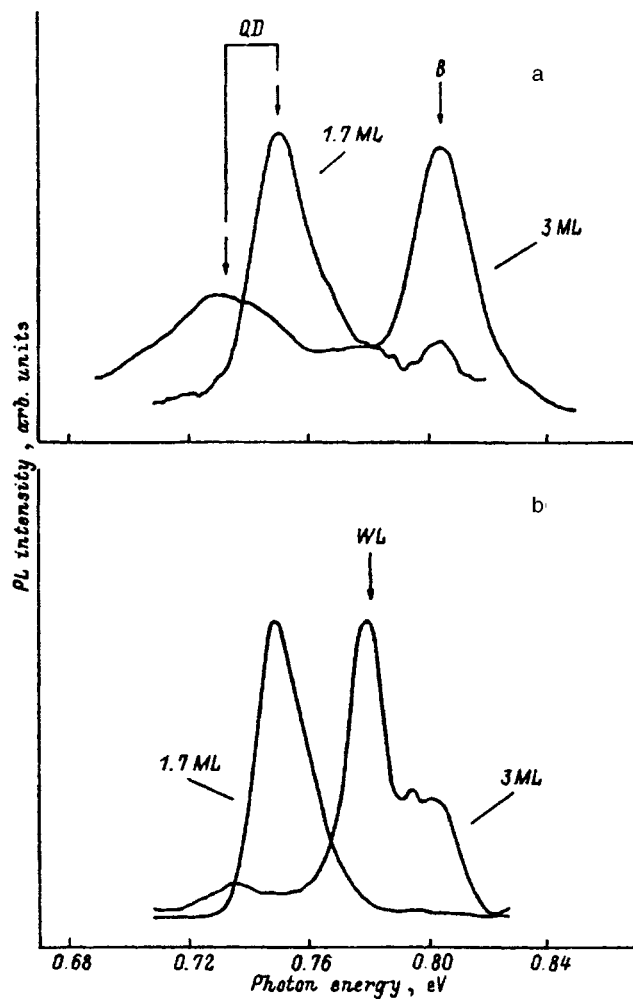 QD
B
a
1.7 ML
3 ML
PL intensity, arb. units
b
WL
1.7 ML
3 ML
0.68 0.72 0.76 0.80 0.84
Photon energy, eV